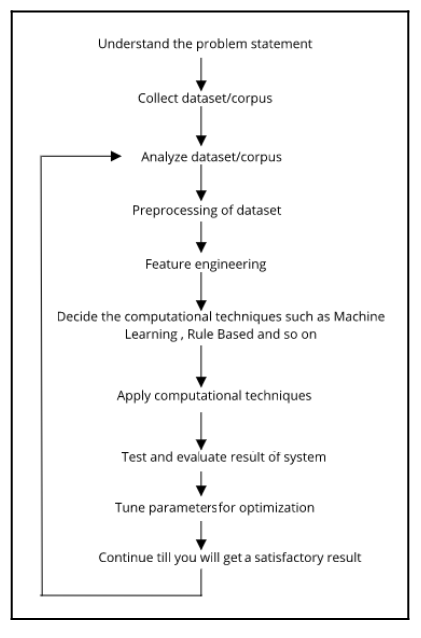 Understand the problem statement
Collect dataset/corpus
Analyze dataset/corpus
Preprocessing of dataset
Feature engineering
Decide the computational techniques such as Machine
Learning , Rule Based and so on
Apply computational techniques
Test and evaluate result of system
Tune parameters for optimization
Continue till you will get a satisfactory result